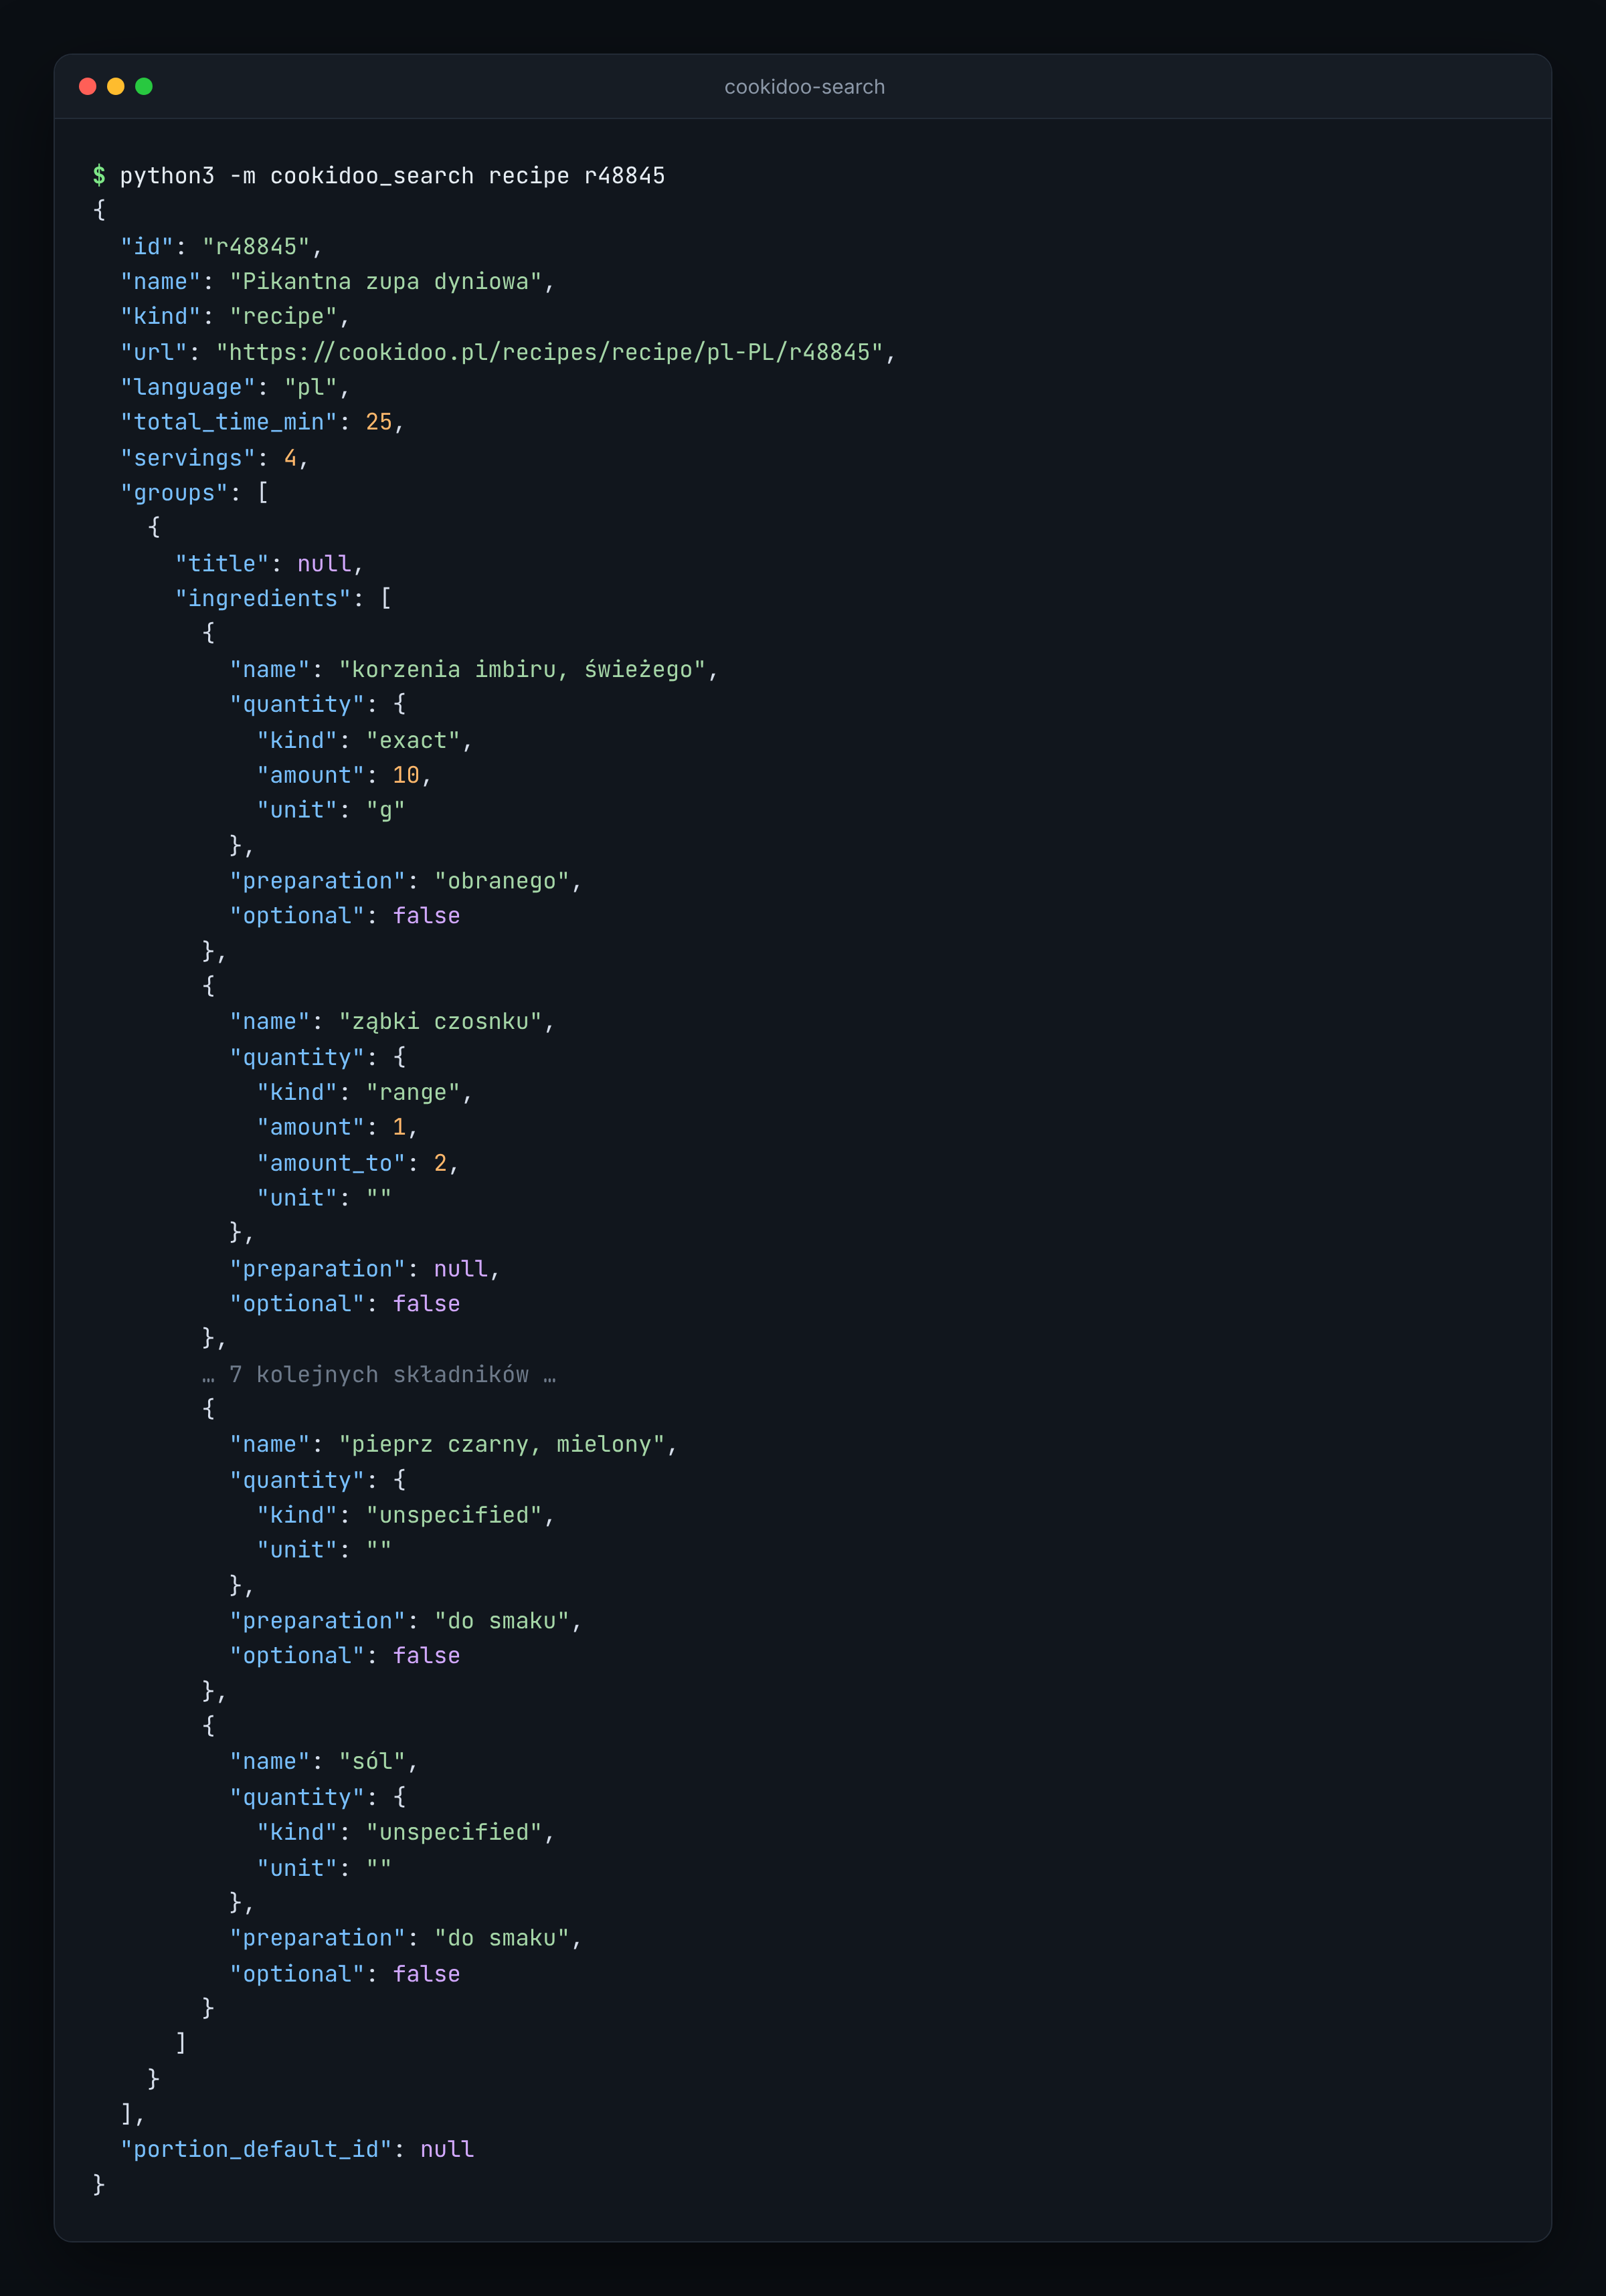 cookidoo-search
$ python3 -m cookidoo_search recipe r48845
{
  "id": "r48845",
  "name": "Pikantna zupa dyniowa",
  "kind": "recipe",
  "url": "https://cookidoo.pl/recipes/recipe/pl-PL/r48845",
  "language": "pl",
  "total_time_min": 25,
  "servings": 4,
  "groups": [
    {
      "title": null,
      "ingredients": [
        {
          "name": "korzenia imbiru, świeżego",
          "quantity": {
            "kind": "exact",
            "amount": 10,
            "unit": "g"
          },
          "preparation": "obranego",
          "optional": false
        },
        {
          "name": "ząbki czosnku",
          "quantity": {
            "kind": "range",
            "amount": 1,
            "amount_to": 2,
            "unit": ""
          },
          "preparation": null,
          "optional": false
        },
        … 7 kolejnych składników …
        {
          "name": "pieprz czarny, mielony",
          "quantity": {
            "kind": "unspecified",
            "unit": ""
          },
          "preparation": "do smaku",
          "optional": false
        },
        {
          "name": "sól",
          "quantity": {
            "kind": "unspecified",
            "unit": ""
          },
          "preparation": "do smaku",
          "optional": false
        }
      ]
    }
  ],
  "portion_default_id": null
}